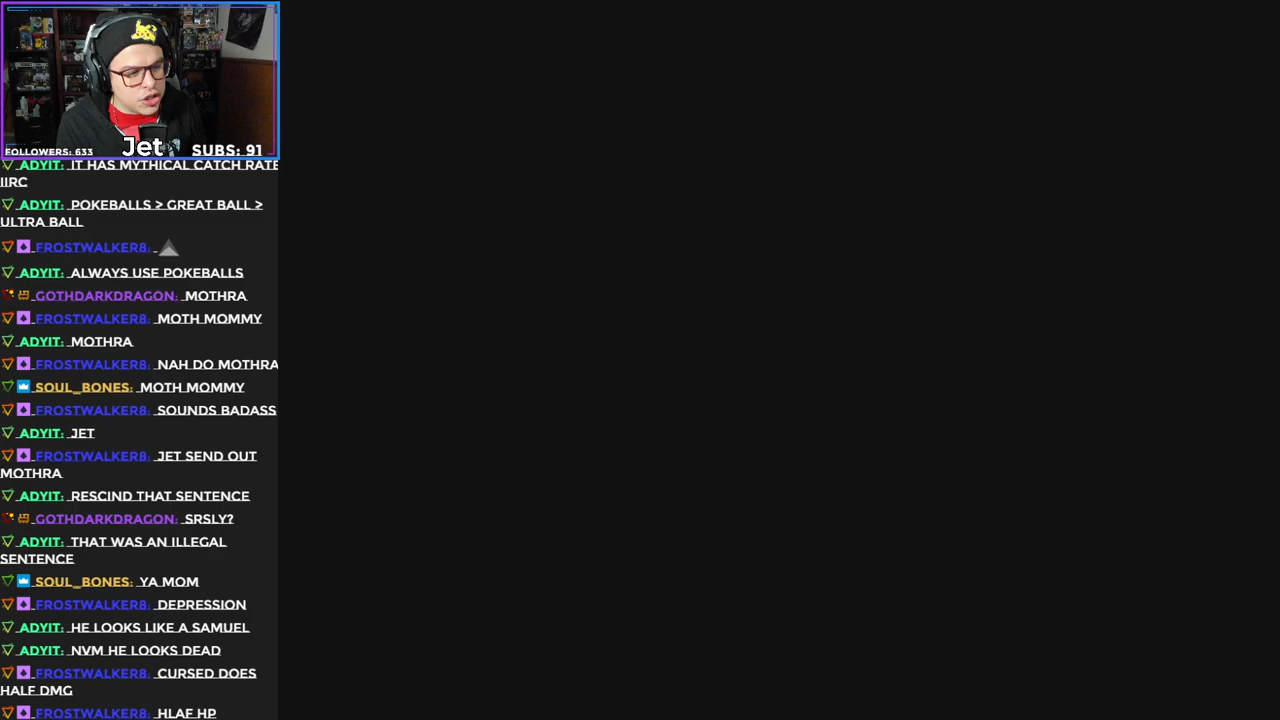 FOLLOWERS: 633
Jet
SUBS: 91
ADYIT: IT HAS MYTHICAL CATCH RATE
IIRC
ADYIT: POKEBALLS > GREAT BALL >
ULTRA BALL
FROSTWALKER8:
ADYIT: ALWAYS USE POKEBALLS
GOTHDARKDRAGON: MOTHRA
FROSTWALKER8: MOTH MOMMY
ADYIT: MOTHRA
FROSTWALKER8: NAH DO MOTHRA
SOUL_BONES: MOTH MOMMY
FROSTWALKER8: SOUNDS BADASS
ADYIT: JET
FROSTWALKER8: JET SEND OUT
MOTHRA
ADYIT: RESCIND THAT SENTENCE
GOTHDARKDRAGON: SRSLY?
ADYIT: THAT WAS AN ILLEGAL
SENTENCE
SOUL_BONES: YA MOM
FROSTWALKER8: DEPRESSION
ADYIT: HE LOOKS LIKE A SAMUEL
ADYIT: NVM HE LOOKS DEAD
FROSTWALKER8: CURSED DOES
HALF DMG
FROSTWALKER8: HLAF HP